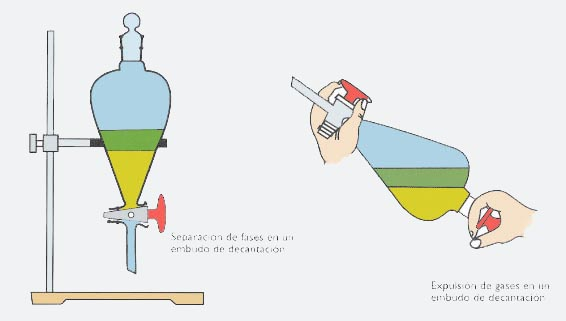 Separación de fases en un
embudo de decantación
Expulsión de gases en un
embudo de decantación